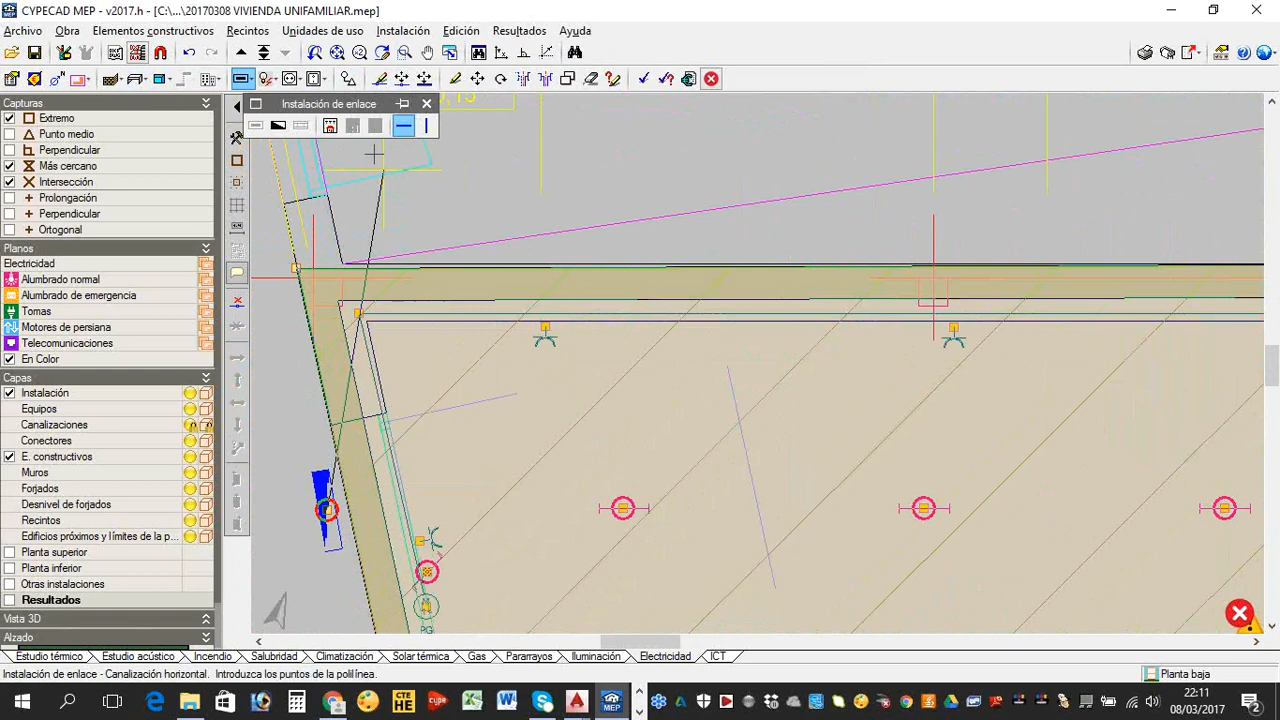 CYPECAD MEP - v2017.h - [C:\...\20170308 VIVIENDA UNIFAMILIAR.mep]
Archivo Obra Elementos constructivos Recintos Unidades de uso Instalación Edición Resultados Ayuda
Capturas
Extremo
Punto medio
Perpendicular
Más cercano
Intersección
Prolongación
Perpendicular
Ortogonal
Planos
Electricidad
Alumbrado normal
Alumbrado de emergencia
Tomas
Motores de persiana
Telecomunicaciones
En Color
Capas
Instalación
Equipos
Canalizaciones
Conectores
E. constructivos
Muros
Forjados
Desnivel de forjados
Recintos
Edificios próximos y límites de la p...
Planta superior
Planta inferior
Otras instalaciones
Resultados
Vista 3D
Alzado
Instalación de enlace
PG
Estudio térmico Estudio acústico Incendio Salubridad Climatización Solar térmica Gas Pararrayos Iluminación Electricidad ICT
Instalación de enlace - Canalización horizontal. Introduzca los puntos de la polilínea.
Planta baja
CTE
HE
cype
MEP
22:11
08/03/2017